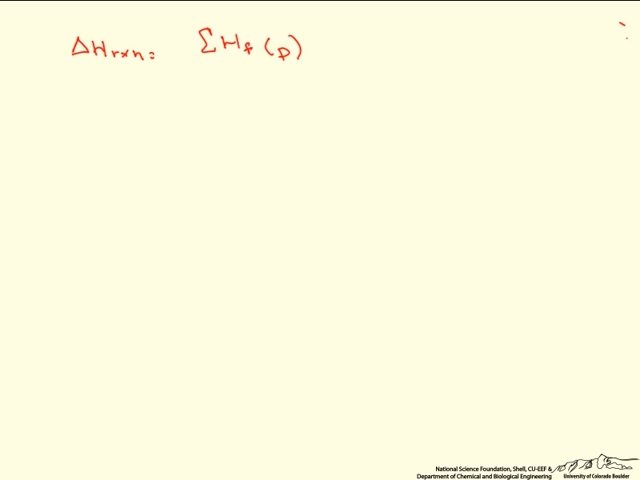 ΔHrxn = ΣHf (P)
National Science Foundation, Shell, CU-EEF &
Department of Chemical and Biological Engineering
University of Colorado Boulder